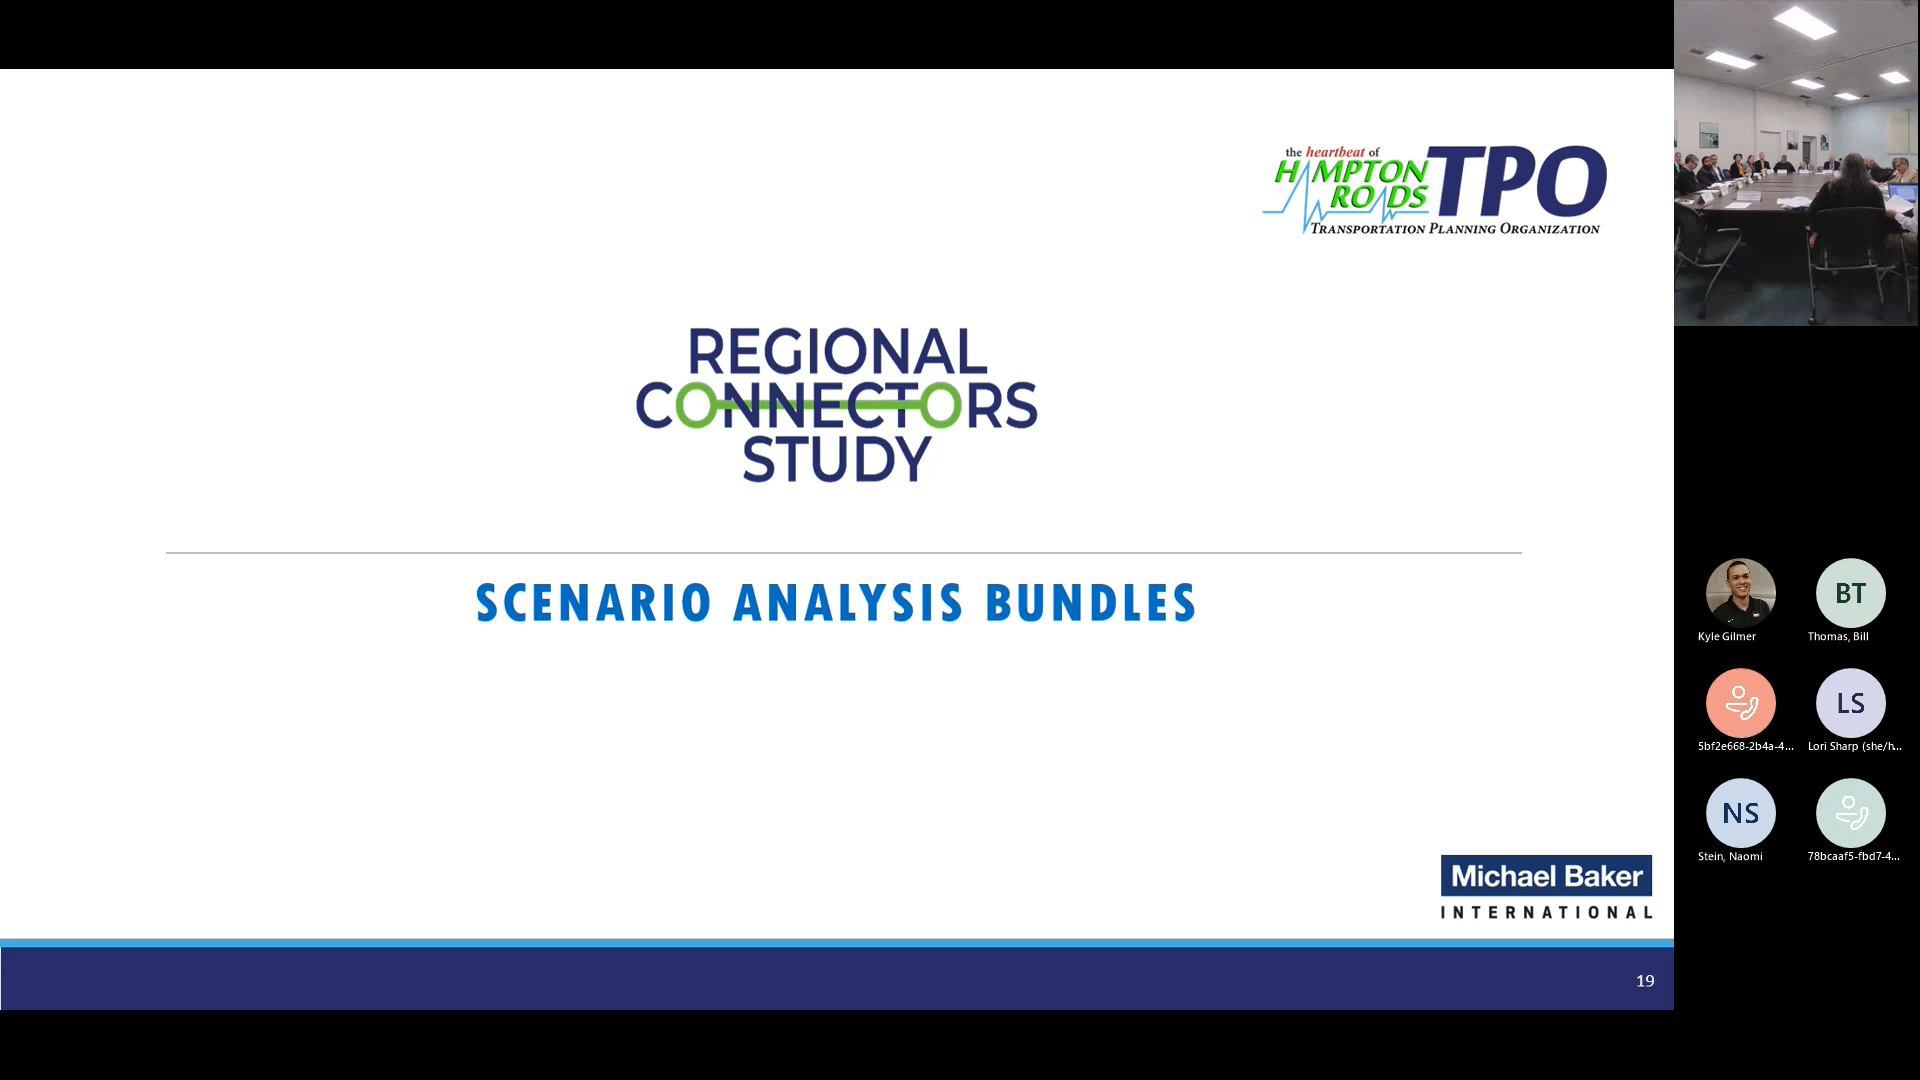 the heartbeat of
HAMPTON
ROADS
TPO
TRANSPORTATION PLANNING ORGANIZATION
REGIONAL
CONNECTORS
STUDY
SCENARIO ANALYSIS BUNDLES
Michael Baker
INTERNATIONAL
19
Kyle Gilmer
BT
Thomas, Bill
5bf2e668-2b4a-4...
LS
Lori Sharp (she/h...
NS
Stein, Naomi
78bcaaf5-fbd7-4...